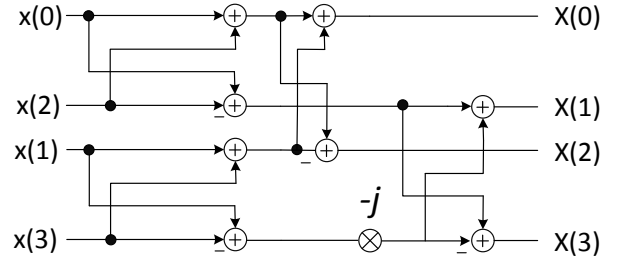 x(0) X(0)
x(2) − X(1)
x(1) − X(2)
-j
x(3) − − X(3)